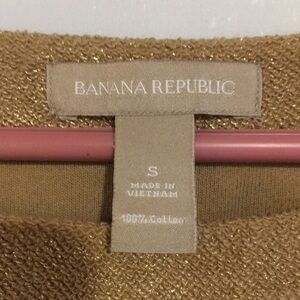 BANANA REPUBLIC
S
MADE IN
VIETNAM
100% Cotton